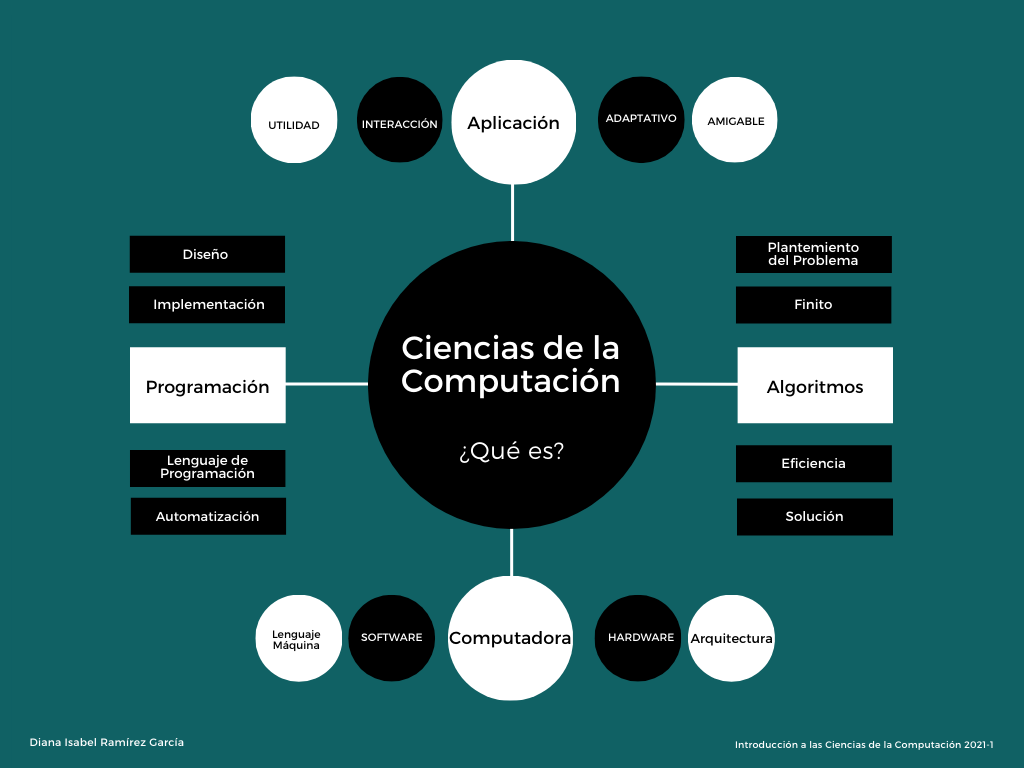 UTILIDAD
INTERACCIÓN
Aplicación
ADAPTATIVO
AMIGABLE
Diseño
Implementación
Programación
Lenguaje de
Programación
Automatización
Ciencias de la
Computación
¿Qué es?
Plantemiento
del Problema
Finito
Algoritmos
Eficiencia
Solución
Lenguaje
Máquina
SOFTWARE
Computadora
HARDWARE
Arquitectura
Diana Isabel Ramírez García
Introducción a las Ciencias de la Computación 2021-1